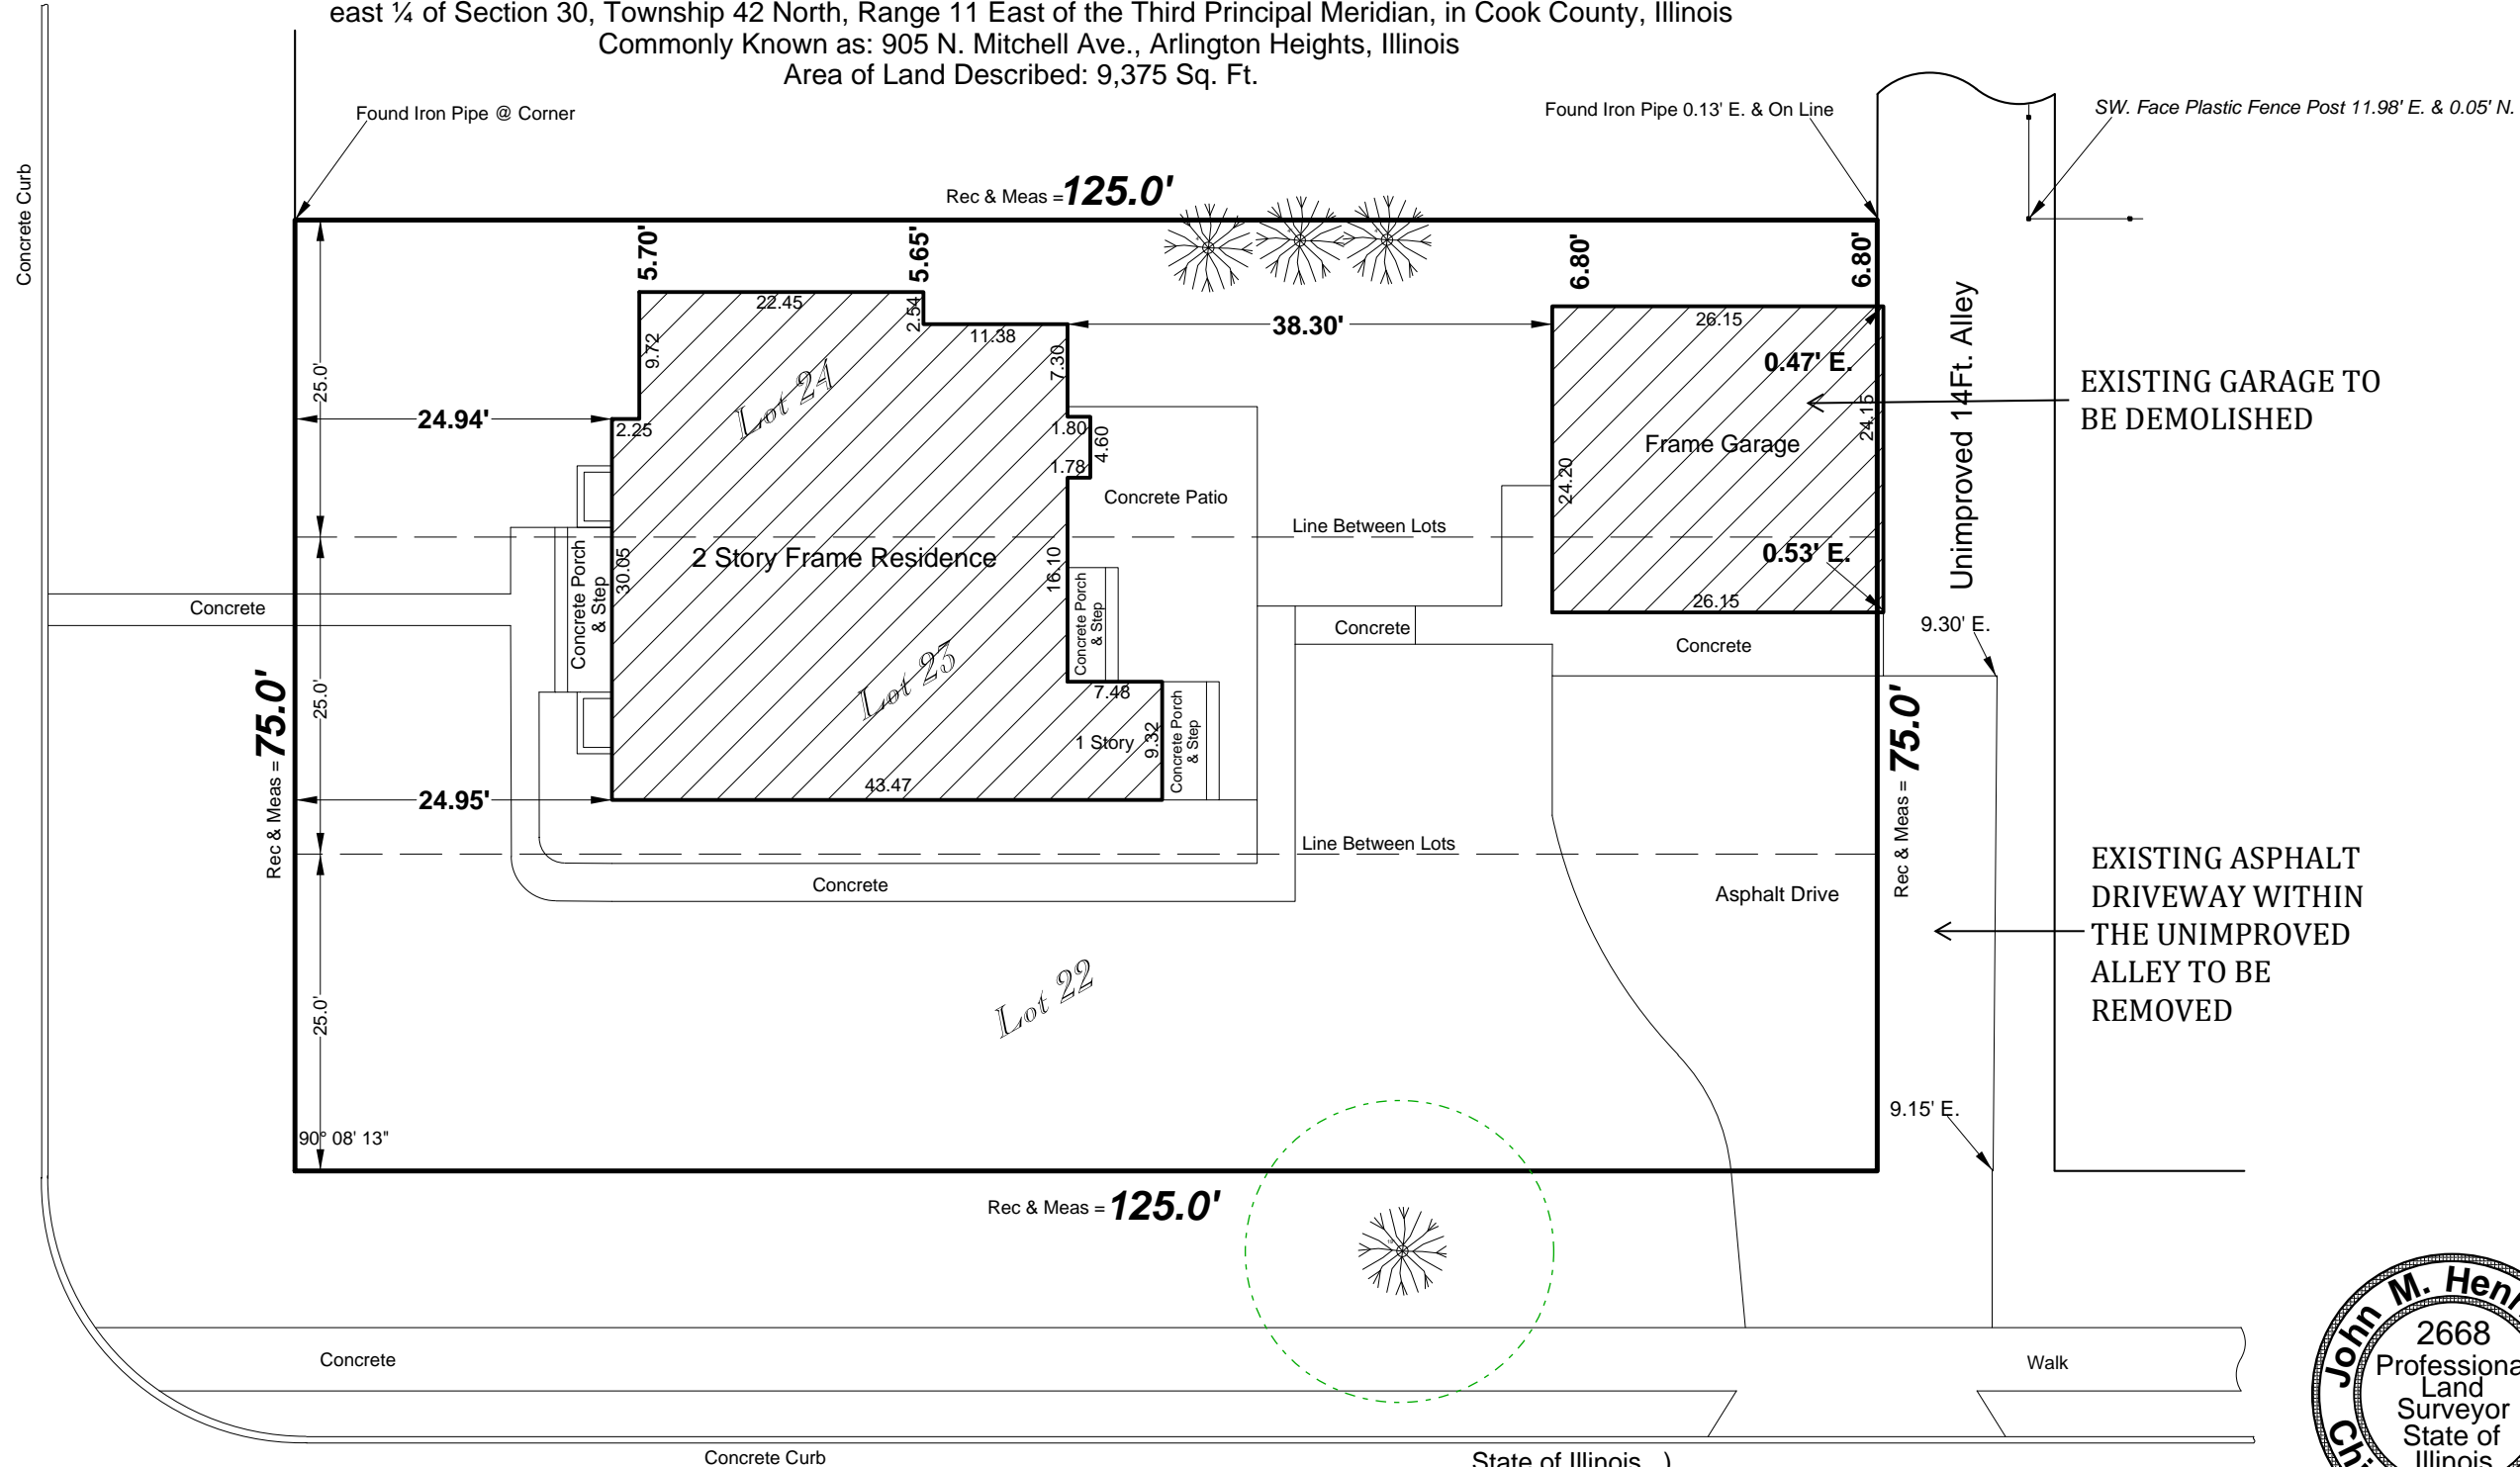 east ¼ of Section 30, Township 42 North, Range 11 East of the Third Principal Meridian, in Cook County, Illinois
Commonly Known as: 905 N. Mitchell Ave., Arlington Heights, Illinois
Area of Land Described: 9,375 Sq. Ft.
Found Iron Pipe @ Corner
Found Iron Pipe 0.13' E. & On Line
SW. Face Plastic Fence Post 11.98' E. & 0.05' N.
Concrete Curb
Rec & Meas = 125.0'
5.70'
5.65'
6.80'
6.80'
22.45
2.54
11.38
38.30'
26.15
9.72
7.30
0.47' E.
Unimproved 14Ft. Alley
EXISTING GARAGE TO
BE DEMOLISHED
25.0'
24.94'
2.25
Lot 24
1.80
4.60
1.78
24.15
Frame Garage
24.20
Concrete Patio
Line Between Lots
2 Story Frame Residence
30.05
16.10
0.53' E.
Concrete Porch
& Step
Concrete Porch
& Step
26.15
Concrete
Concrete
Concrete
9.30' E.
25.0'
Lot 23
7.48
1 Story
9.32
Concrete Porch
& Step
Rec & Meas = 75.0'
Rec & Meas = 75.0'
24.95'
43.47
Line Between Lots
Concrete
Asphalt Drive
EXISTING ASPHALT
DRIVEWAY WITHIN
THE UNIMPROVED
ALLEY TO BE
REMOVED
25.0'
Lot 22
9.15' E.
90° 08' 13"
Rec & Meas = 125.0'
Concrete
Walk
Concrete Curb
State of Illinois )
John M. Henr
2668
Professiona
Land
Surveyor
State of
Illinois
Chi